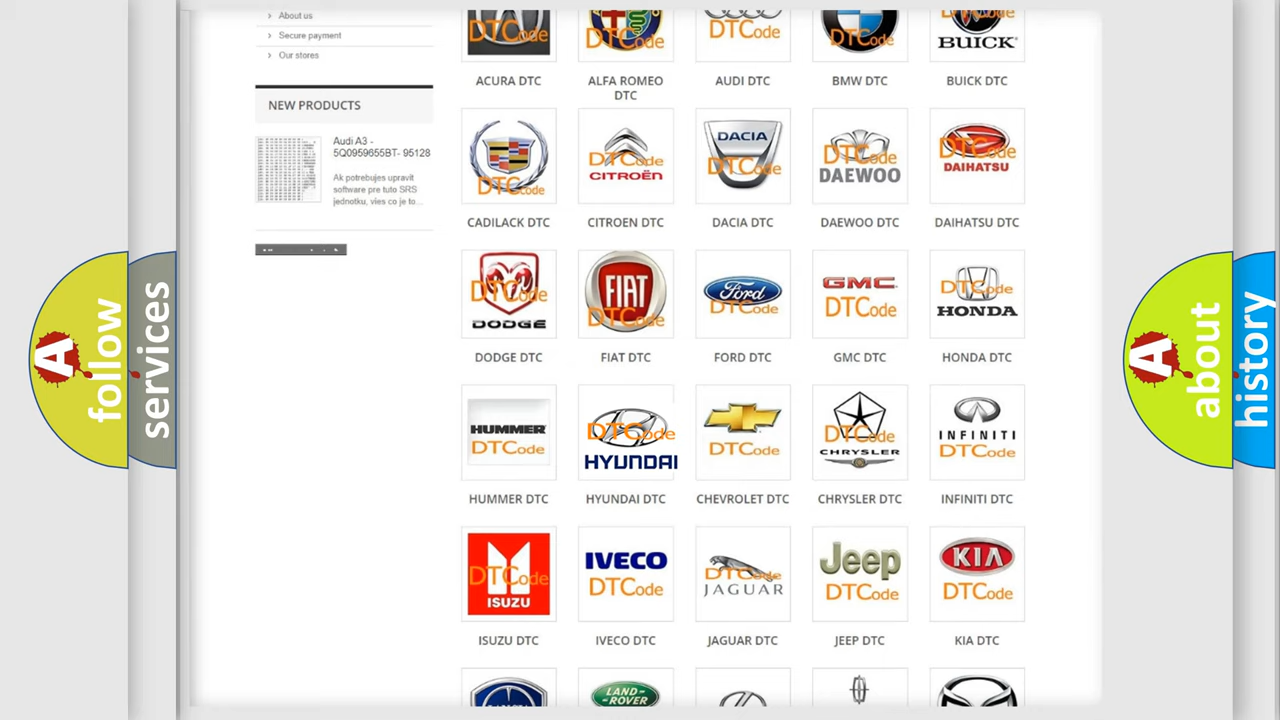 About us
Secure payment
Our stores
NEW PRODUCTS
Audi A3 -
5Q0959655BT- 95128
Ak potrebujes upravit
software pre tuto SRS
jednotku, vies co je to...
DTCode
DTCode
DTCode
DTCode
BUICK
ACURA DTC
ALFA ROMEO
DTC
AUDI DTC
BMW DTC
BUICK DTC
DTCode
DTCode
CITROËN
DACIA
DTCode
DTCode
DAEWOO
DTCode
DAIHATSU
CADILACK DTC
CITROEN DTC
DACIA DTC
DAEWOO DTC
DAIHATSU DTC
DTCode
DODGE
FIAT
DTCode
Ford
DTCode
GMC
DTCode
DTCode
HONDA
DODGE DTC
FIAT DTC
FORD DTC
GMC DTC
HONDA DTC
HUMMER
DTCode
DTCode
HYUNDAI
DTCode
DTCode
CHRYSLER
INFINITI
DTCode
HUMMER DTC
HYUNDAI DTC
CHEVROLET DTC
CHRYSLER DTC
INFINITI DTC
DTCode
ISUZU
IVECO
DTCode
DTCode
JAGUAR
Jeep
DTCode
KIA
DTCode
ISUZU DTC
IVECO DTC
JAGUAR DTC
JEEP DTC
KIA DTC
LAND-
ROVER
A
follow
services
A
about
history